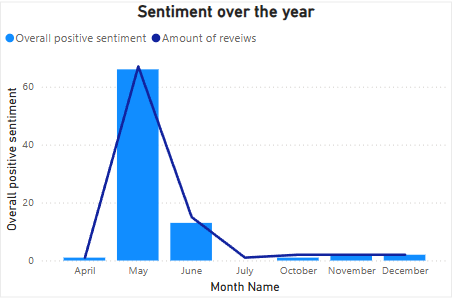 Sentiment over the year
Overall positive sentiment Amount of reveiws
Overall positive sentiment
60
40
20
0
April May June July October November December
Month Name